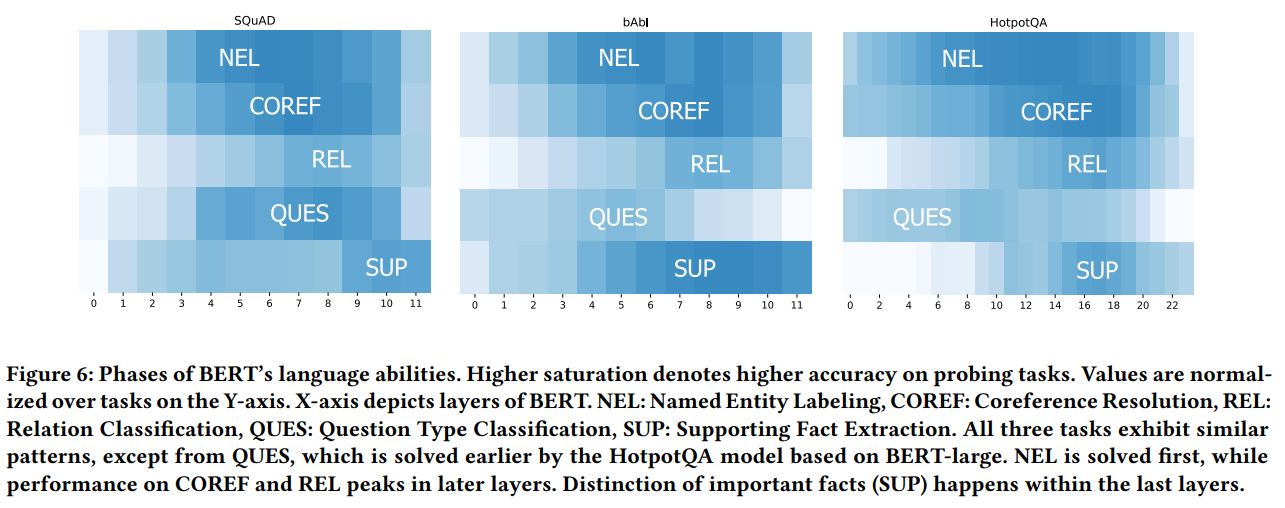 SQuAD
NEL
COREF
REL
QUES
SUP
0 1 2 3 4 5 6 7 8 9 10 11
bAbI
NEL
COREF
REL
QUES
SUP
0 1 2 3 4 5 6 7 8 9 10 11
HotpotQA
NEL
COREF
REL
QUES
SUP
0 2 4 6 8 10 12 14 16 18 20 22
Figure 6: Phases of BERT's language abilities. Higher saturation denotes higher accuracy on probing tasks. Values are normal-
ized over tasks on the Y-axis. X-axis depicts layers of BERT. NEL: Named Entity Labeling, COREF: Coreference Resolution, REL:
Relation Classification, QUES: Question Type Classification, SUP: Supporting Fact Extraction. All three tasks exhibit similar
patterns, except from QUES, which is solved earlier by the HotpotQA model based on BERT-large. NEL is solved first, while
performance on COREF and REL peaks in later layers. Distinction of important facts (SUP) happens within the last layers.